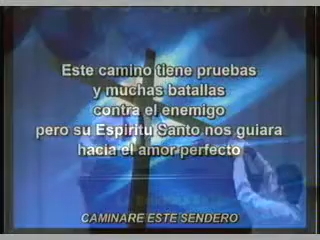 Este camino tiene pruebas
y muchas batallas
contra el enemigo
pero su Espiritu Santo nos guiara
hacia el amor perfecto
CAMINARE ESTE SENDERO